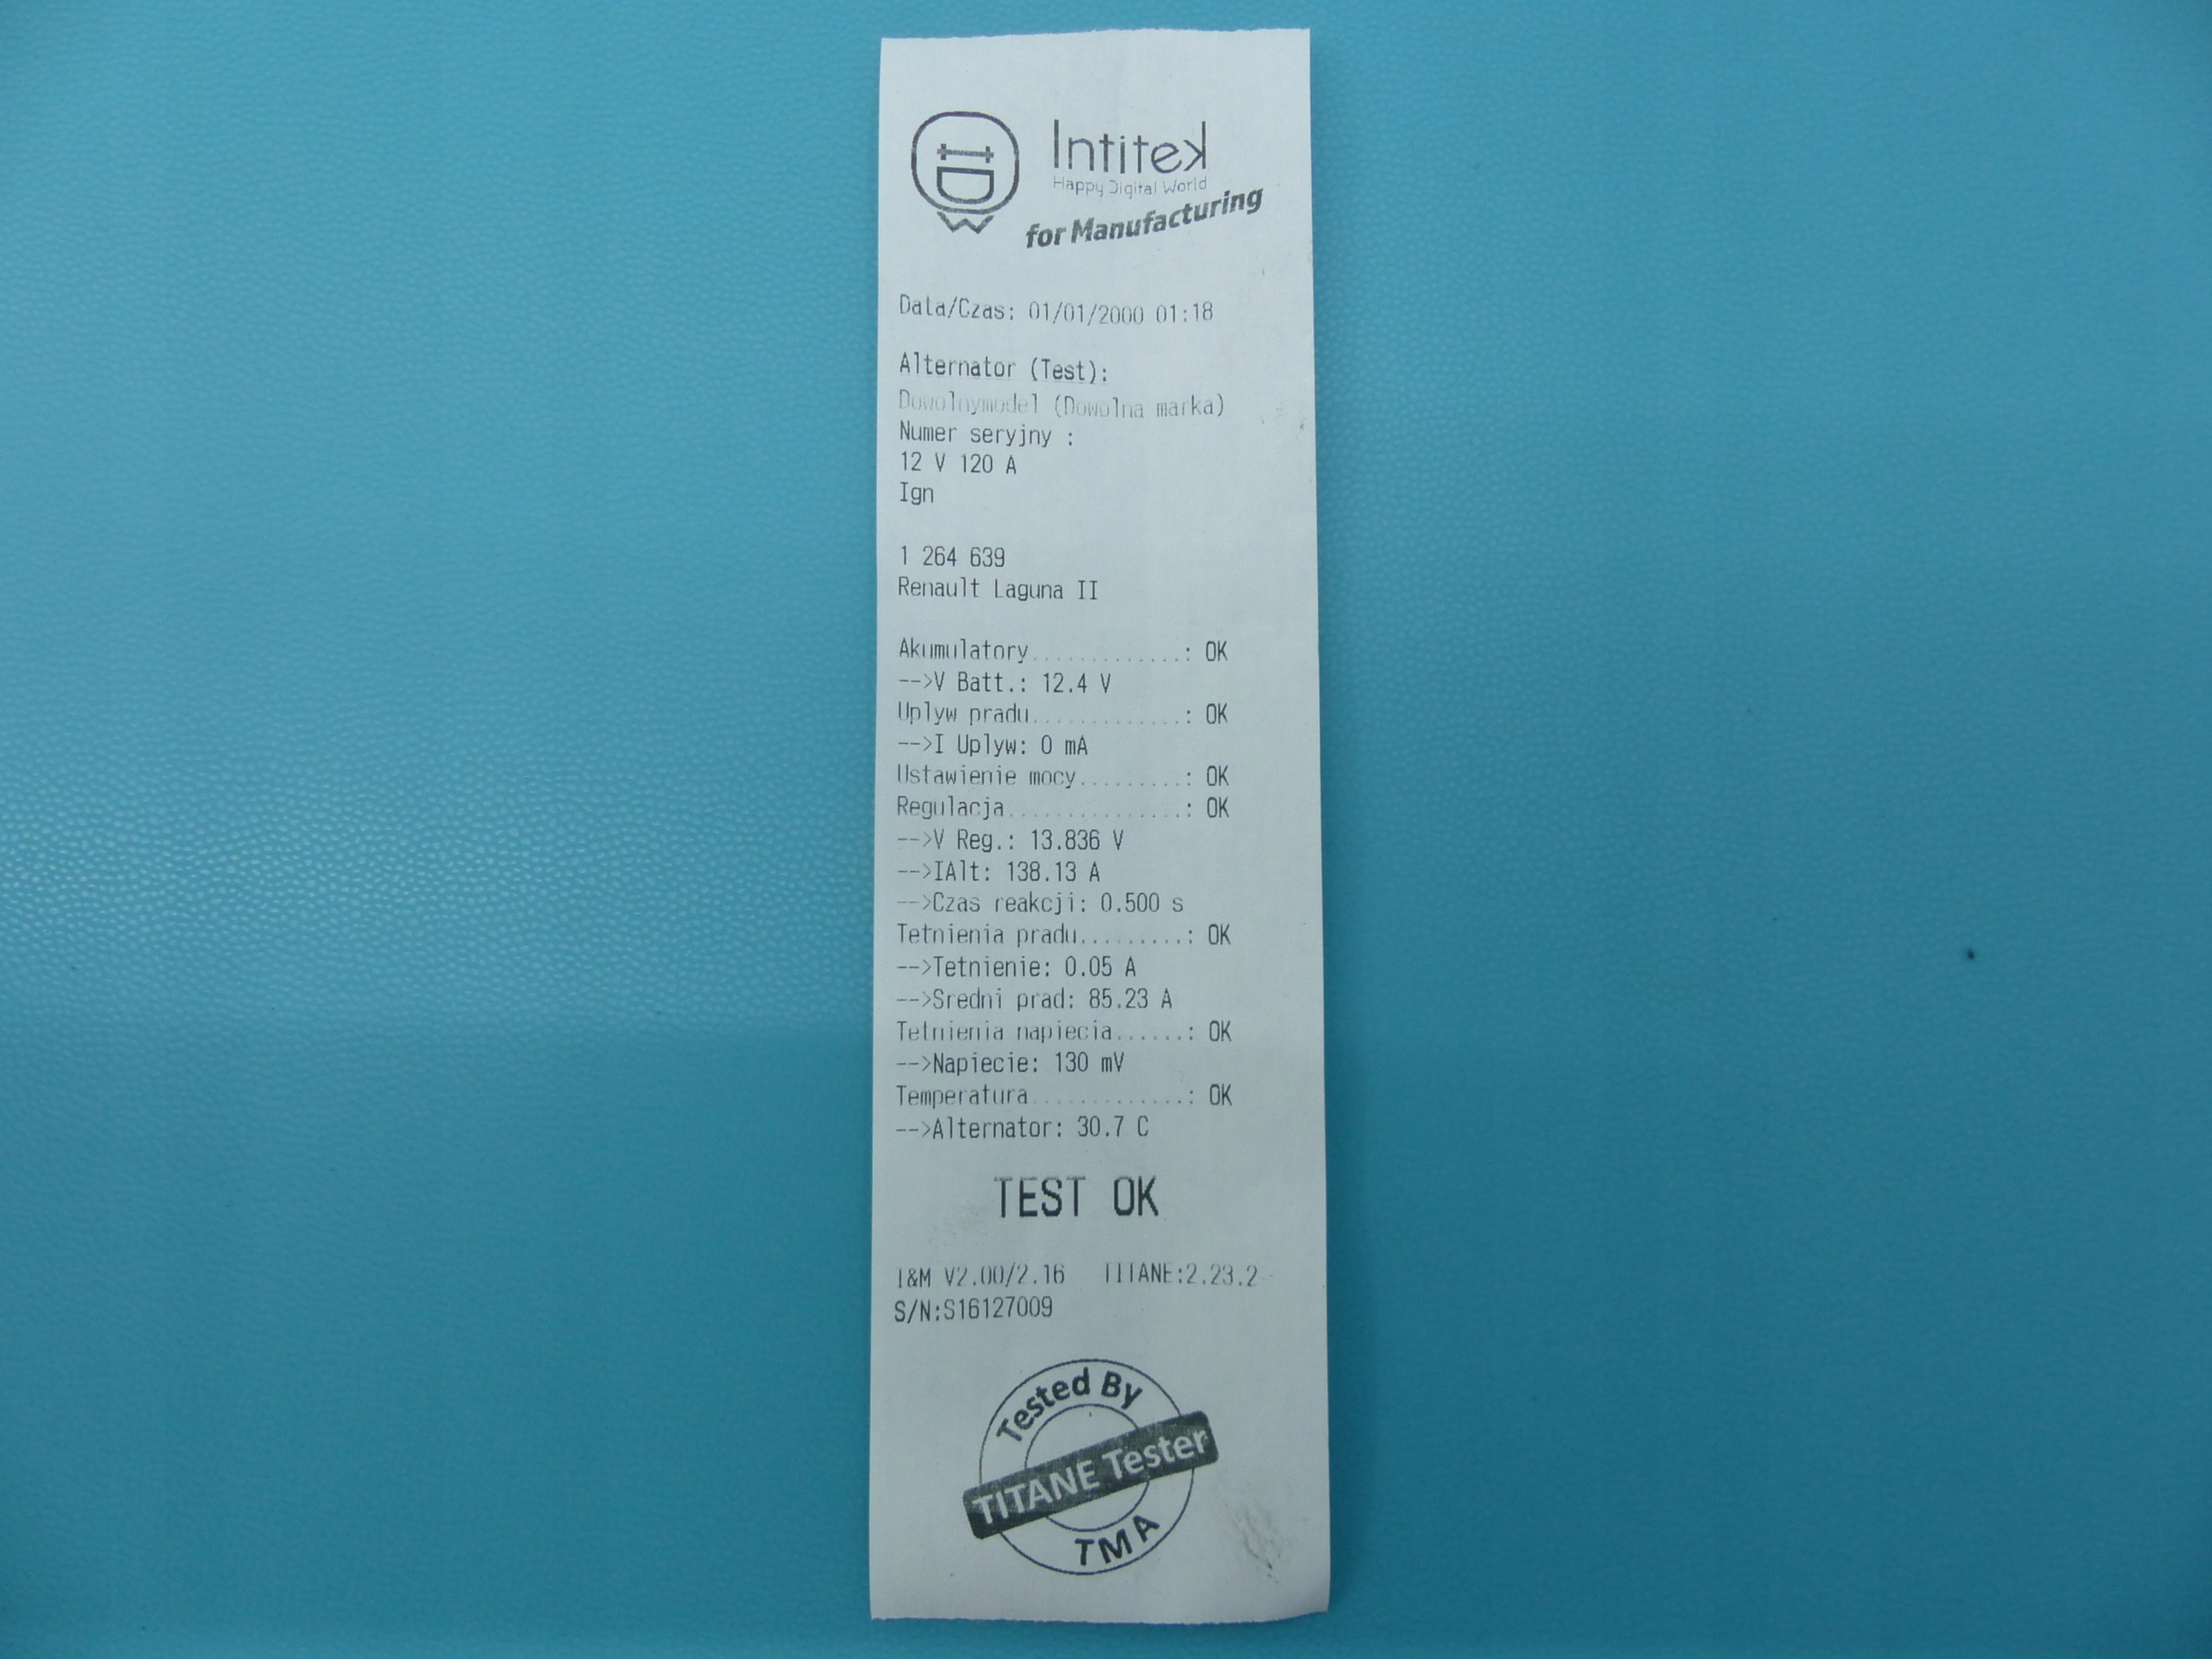 Intitek
Happy Digital World
for Manufacturing
Data/Czas: 01/01/2000 01:18
Alternator (Test):
Dowolnymodel (Dowolna marka)
Numer seryjny :
12 V 120 A
Ign
1 264 639
Renault Laguna II
Akumulatory.............: OK
-->V Batt.: 12.4 V
Uplyw pradu.............: OK
-->I Uplyw: 0 mA
Ustawienie mocy.........: OK
Regulacja...............: OK
-->V Reg.: 13.836 V
-->IAlt: 138.13 A
-->Czas reakcji: 0.500 s
Tetnienia pradu.........: OK
-->Tetnienie: 0.05 A
-->Sredni prad: 85.23 A
Tetnienia napiecia......: OK
-->Napiecie: 130 mV
Temperatura.............: OK
-->Alternator: 30.7 C
TEST OK
I&M V2.00/2.16 TITANE:2.23.2
S/N:S16127009
Tested By
TITANE Tester
TMA